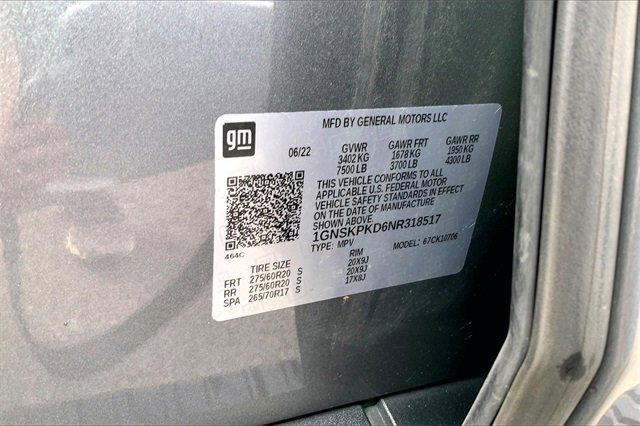 gm
MFD BY GENERAL MOTORS LLC
06/22 GVWR GAWR FRT GAWR RR
3402 KG 1678 KG 1950 KG
7500 LB 3700 LB 4300 LB
THIS VEHICLE CONFORMS TO ALL
APPLICABLE U.S. FEDERAL MOTOR
VEHICLE SAFETY STANDARDS IN EFFECT
ON THE DATE OF MANUFACTURE
1GNSKPKD6NR318517
TYPE: MPV MODEL: 67CK10706
464C
TIRE SIZE RIM
FRT 275/60R20 S 20X9J
RR 275/60R20 S 20X9J
SPA 265/70R17 S 17X8J